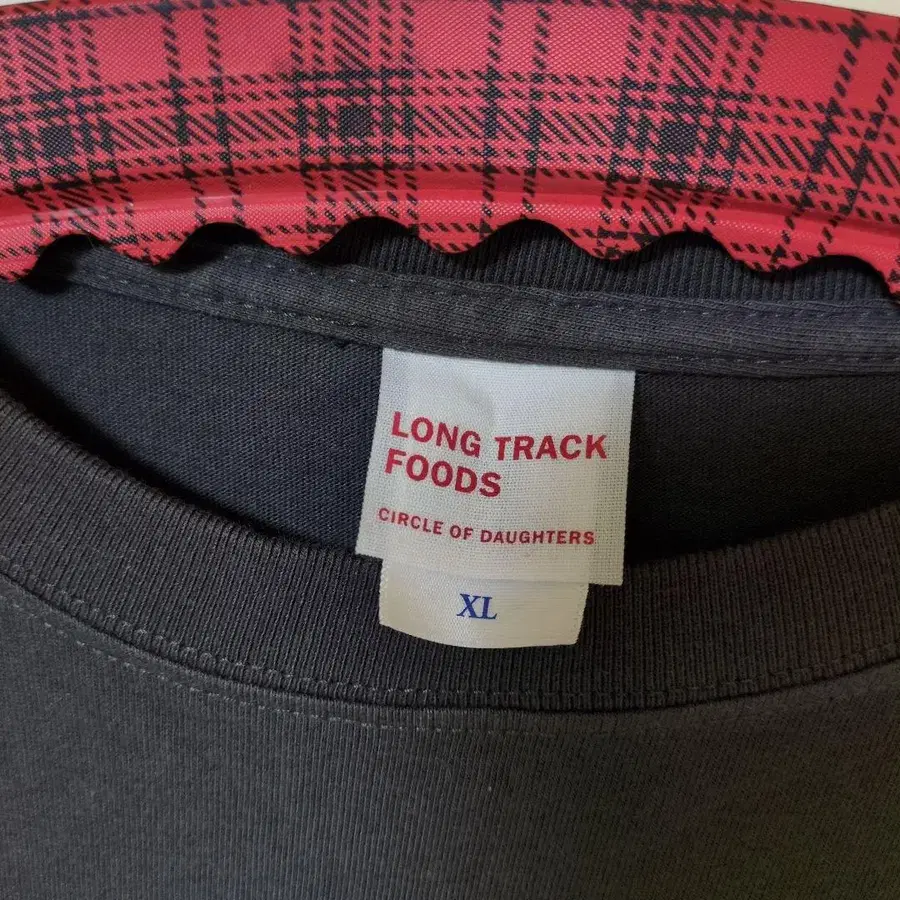 LONG TRACK
FOODS
CIRCLE OF DAUGHTERS
XL